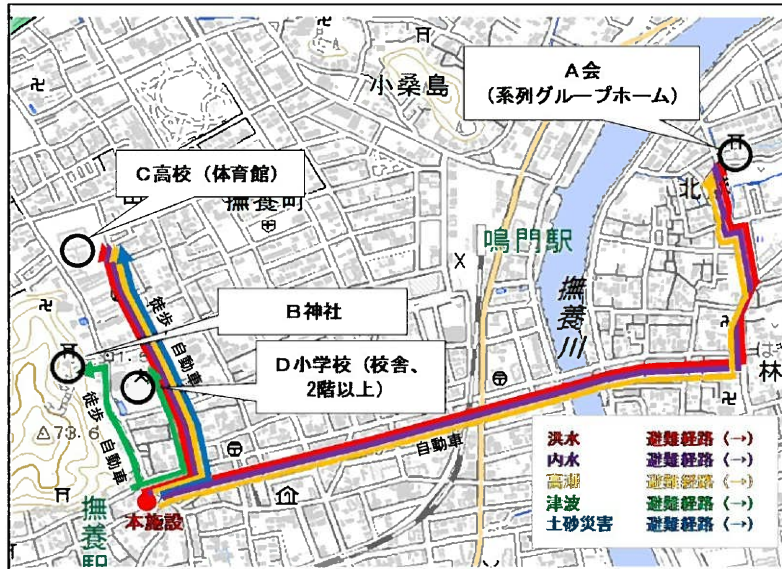 A会
（系列グループホーム）
小桑島
C高校（体育館）
撫養町
北
鳴門駅
撫養川
B神社
徒歩
自動車
D小学校（校舎、
2階以上）
林
△73.6
徒歩
自動車
自動車
撫養
駅
本施設
洪水 避難経路（→）
内水 避難経路（→）
高潮 避難経路（→）
津波 避難経路（→）
土砂災害 避難経路（→）